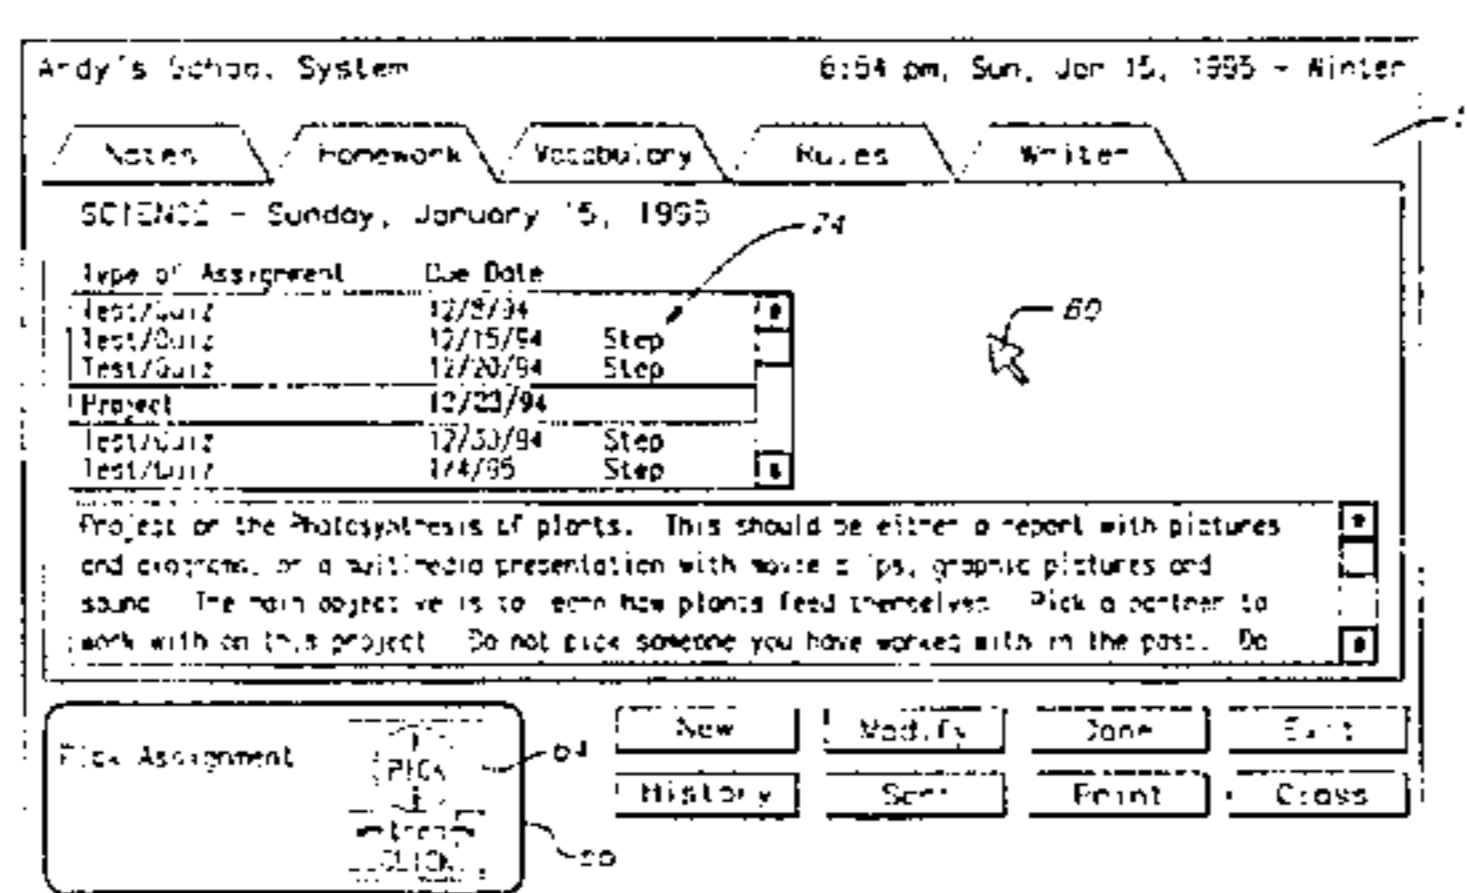 Andy's School System 6:54 pm, Sun, Jan 15, 1995 - Winter
Notes Homework Vocabulary Rules Writer
SCIENCE - Sunday, January 15, 1995
74
Type of Assignment Due Date
Test/Quiz 12/8/94
60
Test/Quiz 12/15/94 Step
Test/Quiz 12/20/94 Step
Project 12/23/94
Test/Quiz 12/30/94 Step
Test/Quiz 1/4/95 Step
Project on the Photosynthesis of plants. This should be either a report with pictures
and diagrams, or a multimedia presentation with movie clips, graphic pictures and
sound. The main objective is to learn how plants feed themselves. Pick a partner to
work with on this project. Do not pick someone you have worked with in the past. Do
New Modify Done Exit
Pick Assignment PICK 64
History Sort Print Class
CLICK